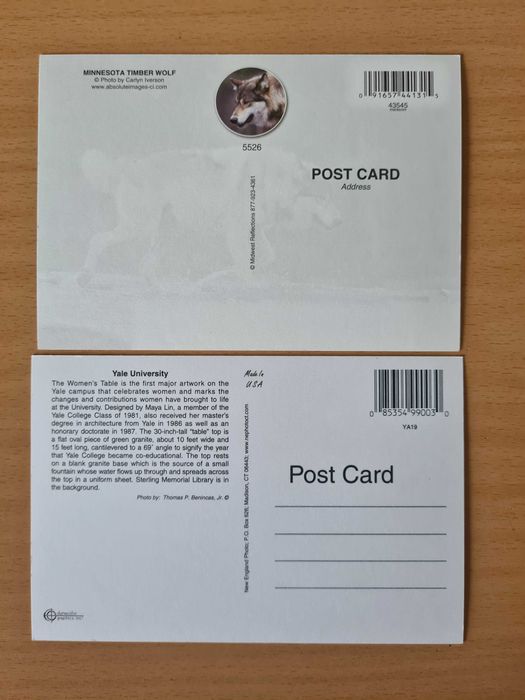 MINNESOTA TIMBER WOLF
© Photo by Carlyn Iverson
www.absoluteimages-ci.com
5526
© Midwest Reflections 877-923-4361
0 91657 44131 5
43545
POST CARD
Address
Yale University
The Women's Table is the first major artwork on the
Yale campus that celebrates women and marks the
changes and contributions women have brought to life
at the University. Designed by Maya Lin, a member of the
Yale College Class of 1981, also received her master's
degree in architecture from Yale in 1986 as well as an
honorary doctorate in 1987. The 30-inch-tall "table" top is
a flat oval piece of green granite, about 10 feet wide and
15 feet long, cantilevered to a 69' angle to signify the year
that Yale College became co-educational. The top rests
on a blank granite base which is the source of a small
fountain whose water flows up through and spreads across
the top in a uniform sheet. Sterling Memorial Library is in
the background.
Photo by: Thomas P. Benincas, Jr. ©
Made In
USA
New England Photo; P.O. Box 826; Madison, CT 06443; www.nephotoct.com
0 85354 99003 0
YA19
Post Card